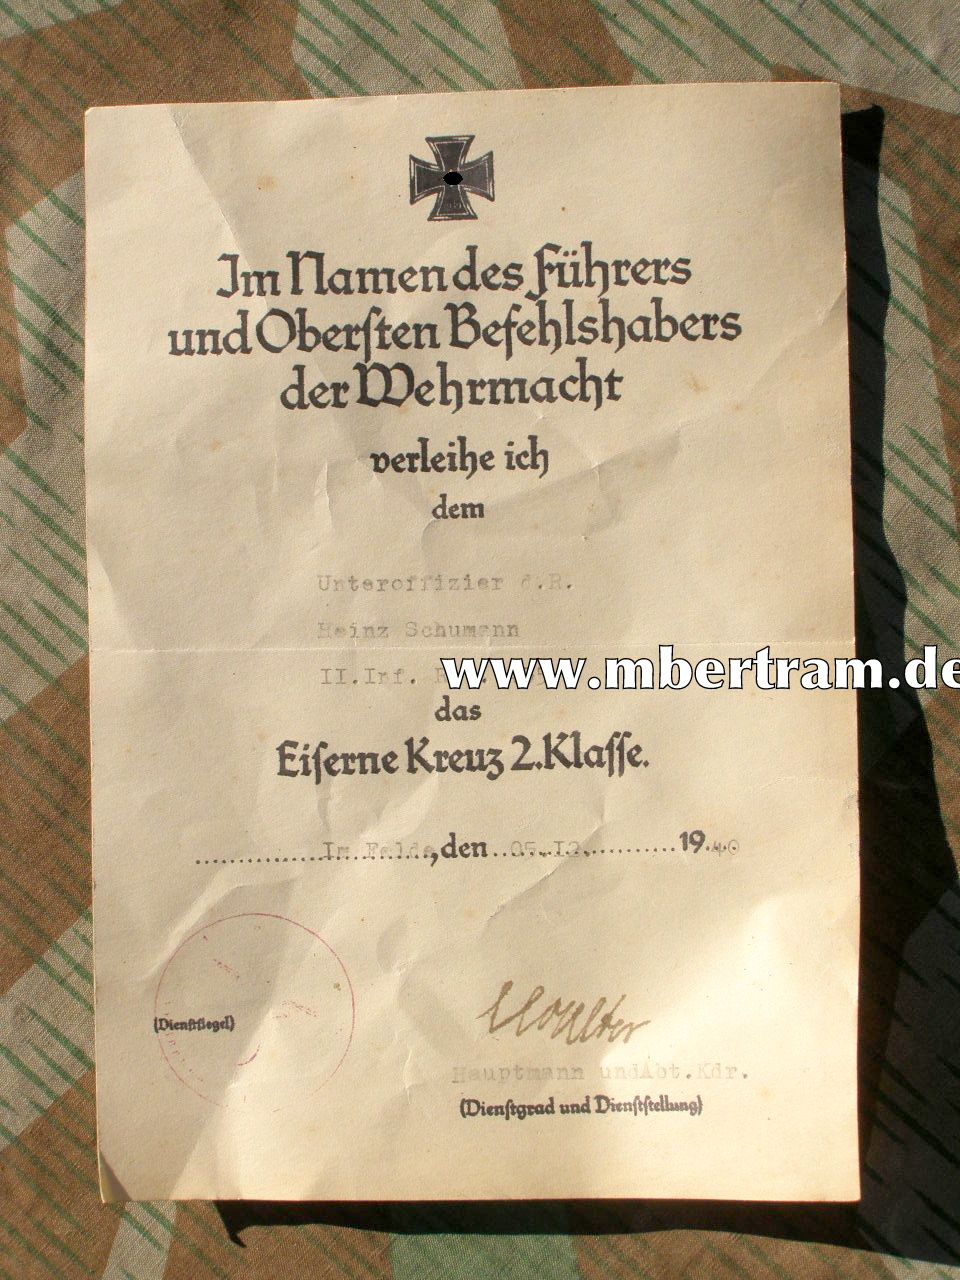 Im Namen des Führers
und Oberſten Befehlshabers
der Wehrmacht
verleihe ich
dem
Unteroffizier d.R.
Heinz Schumann
II.Inf.
www.mbertram.de
das
Eiſerne Kreuz 2.Klaſſe.
Im Felde, den 05.12. 1940
(Dienſtſiegel)
Hauptmann undAbt.Kdr.
(Dienſtgrad und Dienſtſtellung)